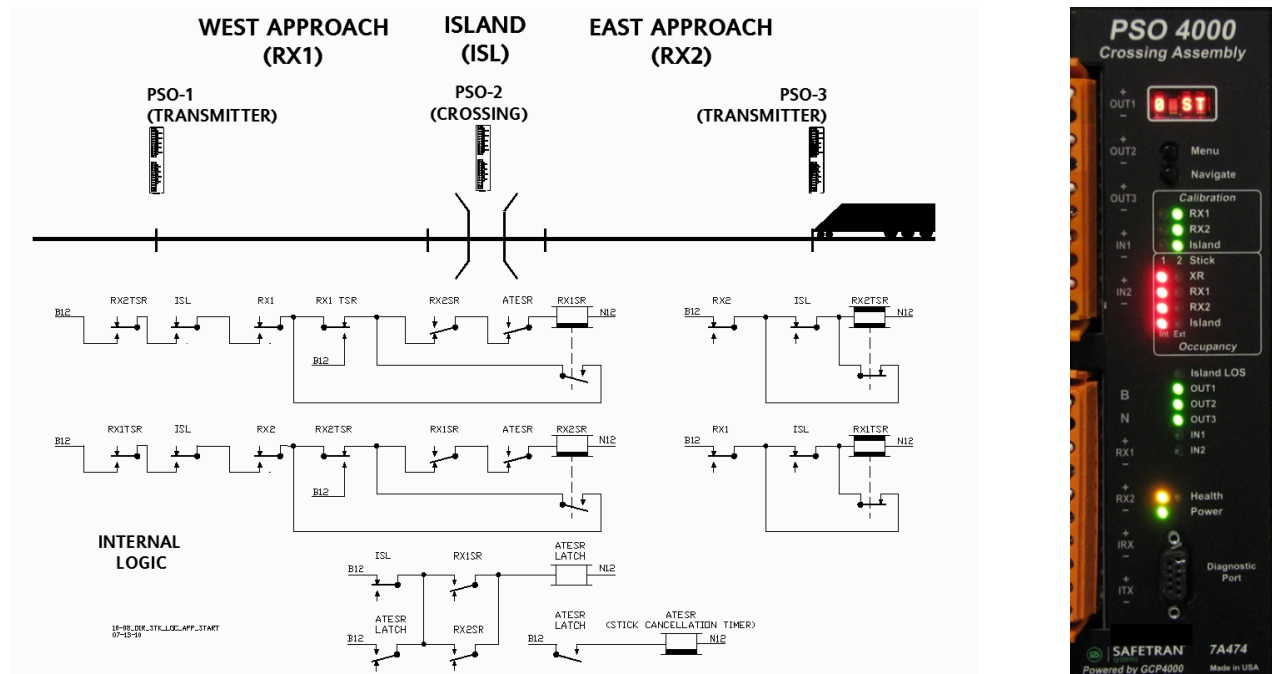 WEST APPROACH
(RX1)
ISLAND
(ISL)
EAST APPROACH
(RX2)
PSO-1
(TRANSMITTER)
PSO-2
(CROSSING)
PSO-3
(TRANSMITTER)
B12 RX2TSR ISL RX1 RX1 TSR RX2SR ATESR RX1SR N12
B12
B12 RX2 ISL RX2TSR N12
B12 RX1TSR ISL RX2 RX2TSR RX1SR ATESR RX2SR N12
B12
B12 RX1 ISL RX1TSR N12
INTERNAL
LOGIC
B12 ISL RX1SR ATESR
LATCH N12
B12 ATESR
LATCH RX2SR
B12 ATESR
LATCH
ATESR
(STICK CANCELLATION TIMER)
N12
10-08_DIR_STK_LOC_APP_START
07-13-10
PSO 4000
Crossing Assembly
+
OUT1
−
0 ST
+
OUT2
−
Menu
Navigate
+
OUT3
−
Calibration
RX1
RX2
Island
+
IN1
−
1 2 Stick
XR
RX1
RX2
Island
Int Ext
Occupancy
+
IN2
−
Island LOS
OUT1
OUT2
OUT3
IN1
IN2
B
N
+
RX1
−
+
RX2
−
Health
Power
+
IRX
−
Diagnostic
Port
+
ITX
−
SAFETRAN
systems
7A474
Powered by GCP4000
Made in USA